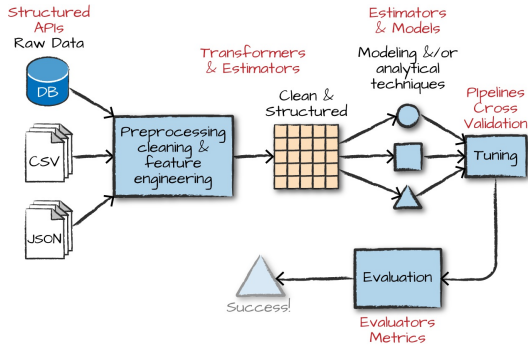 Structured
APIs
Raw Data
DB
CSV
JSON
Preprocessing
cleaning &
feature
engineering
Transformers
& Estimators
Clean &
Structured
Estimators
& Models
Modeling &/or
analytical
techniques
Pipelines
Cross
Validation
Tuning
Evaluation
Evaluators
Metrics
Success!